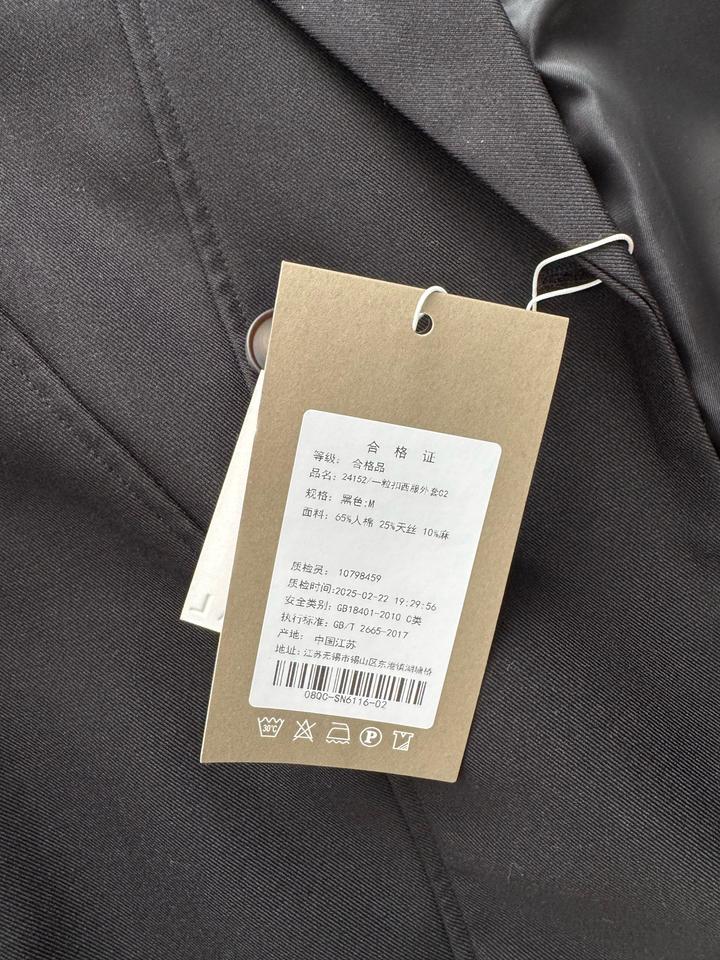 合 格 证
等级: 合格品
品名: 24152/一粒扣西服外套C2
规格: 黑色;M
面料: 65%人棉 25%天丝 10%麻
质检员: 10798459
质检时间:2025-02-22 19:29:56
安全类别: GB18401-2010 C类
执行标准: GB/T 2665-2017
产地: 中国江苏
地址: 江苏无锡市锡山区东港镇湖塘桥
08QC-SN6116-02
30℃
P